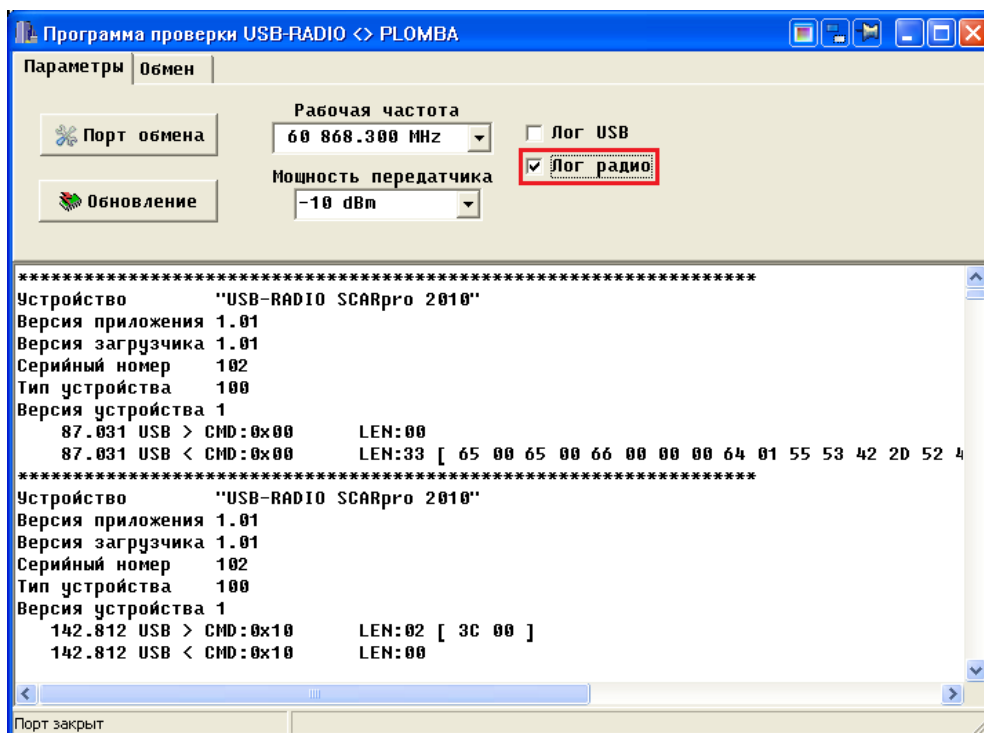 Программа проверки USB-RADIO <> PLOMBA
Параметры Обмен
Порт обмена
Обновление
Рабочая частота
60 868.300 MHz
Мощность передатчика
-10 dBm
Лог USB
Лог радио
********************************************************************
Устройство "USB-RADIO SCARpro 2010"
Версия приложения 1.01
Версия загрузчика 1.01
Серийный номер 102
Тип устройства 100
Версия устройства 1
87.031 USB > CMD:0x00 LEN:00
87.031 USB < CMD:0x00 LEN:33 [ 65 00 65 00 66 00 00 00 64 01 55 53 42 2D 52 4
********************************************************************
Устройство "USB-RADIO SCARpro 2010"
Версия приложения 1.01
Версия загрузчика 1.01
Серийный номер 102
Тип устройства 100
Версия устройства 1
142.812 USB > CMD:0x10 LEN:02 [ 3C 00 ]
142.812 USB < CMD:0x10 LEN:00
Порт закрыт